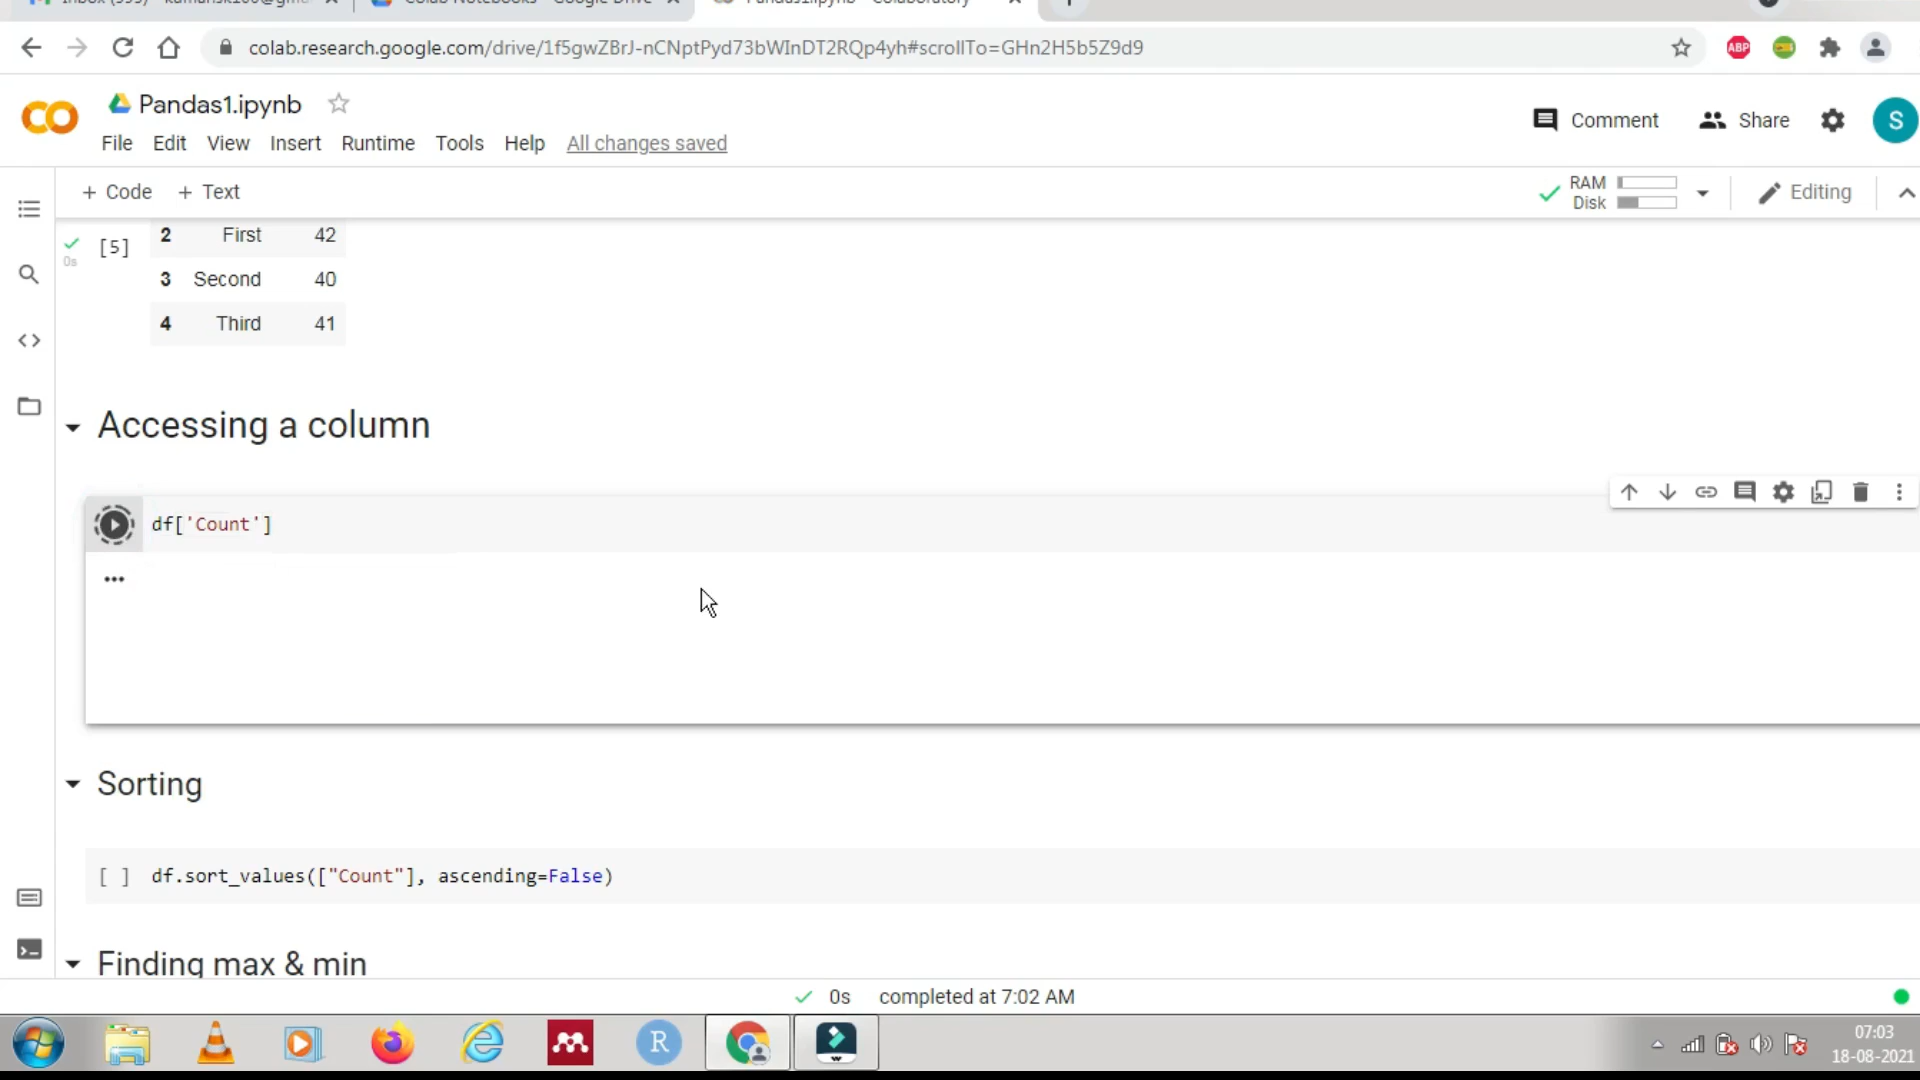 colab.research.google.com/drive/1f5gwZBrJ-nCNptPyd73bWInDT2RQp4yh#scrollTo=GHn2H5b5Z9d9
ABP
Pandas1.ipynb
Comment
Share
S
File Edit View Insert Runtime Tools Help All changes saved
+ Code + Text
RAM
Disk
Editing
[5]
0s
2 First 42
3 Second 40
4 Third 41
Accessing a column
df['Count']
Sorting
[ ] df.sort_values(["Count"], ascending=False)
Finding max & min
0s completed at 7:02 AM
R
07:03
18-08-2021